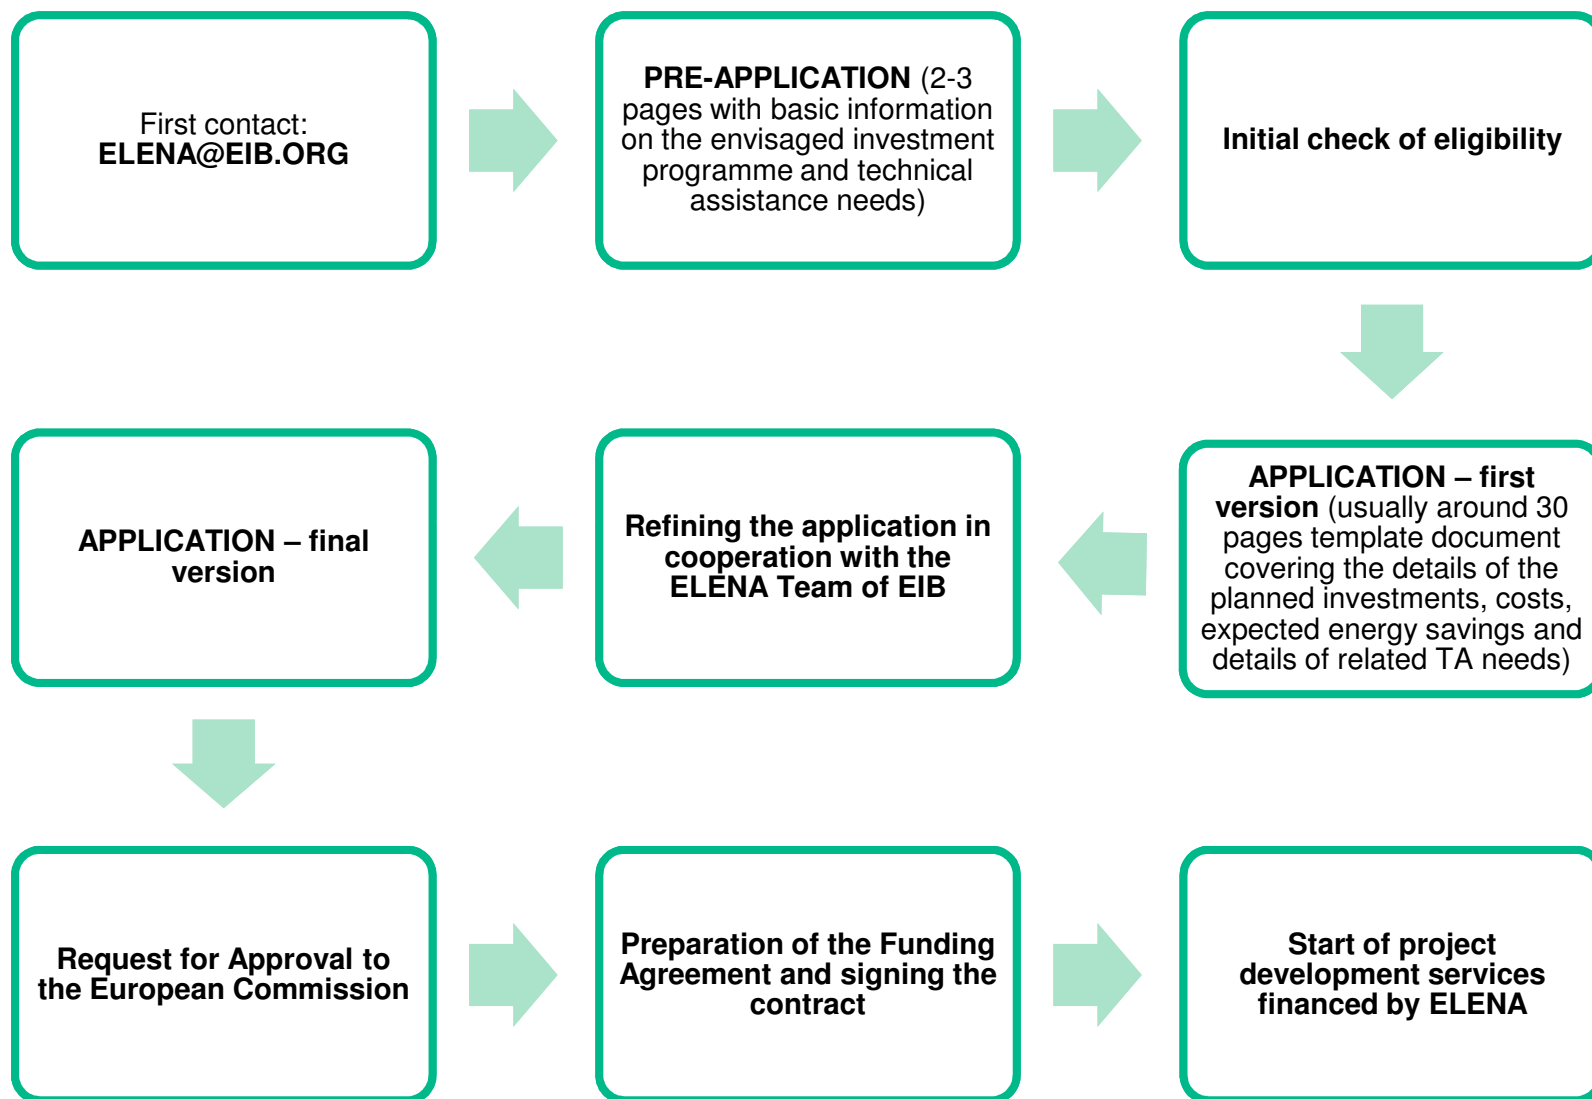 First contact:
ELENA@EIB.ORG
PRE-APPLICATION (2-3
pages with basic information
on the envisaged investment
programme and technical
assistance needs)
Initial check of eligibility
APPLICATION – first
version (usually around 30
pages template document
covering the details of the
planned investments, costs,
expected energy savings and
details of related TA needs)
Refining the application in
cooperation with the
ELENA Team of EIB
APPLICATION – final
version
Request for Approval to
the European Commission
Preparation of the Funding
Agreement and signing the
contract
Start of project
development services
financed by ELENA